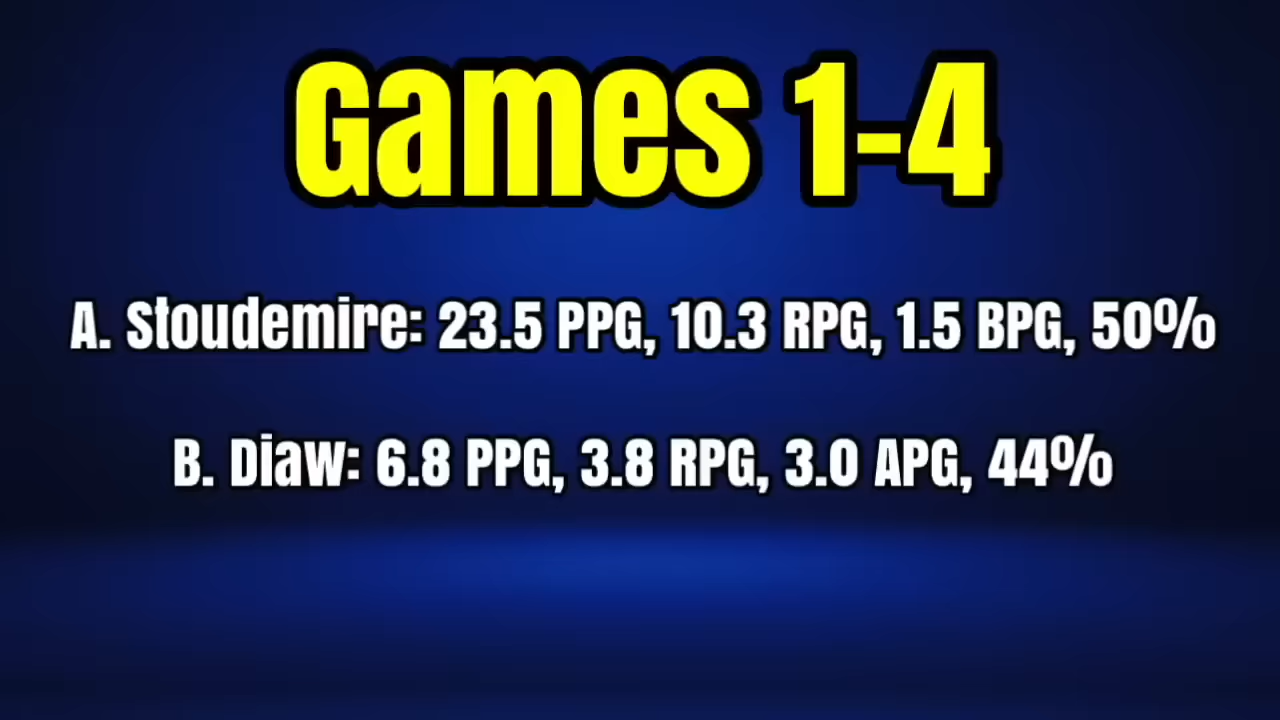 Games 1-4
A. Stoudemire: 23.5 PPG, 10.3 RPG, 1.5 BPG, 50%
B. Diaw: 6.8 PPG, 3.8 RPG, 3.0 APG, 44%